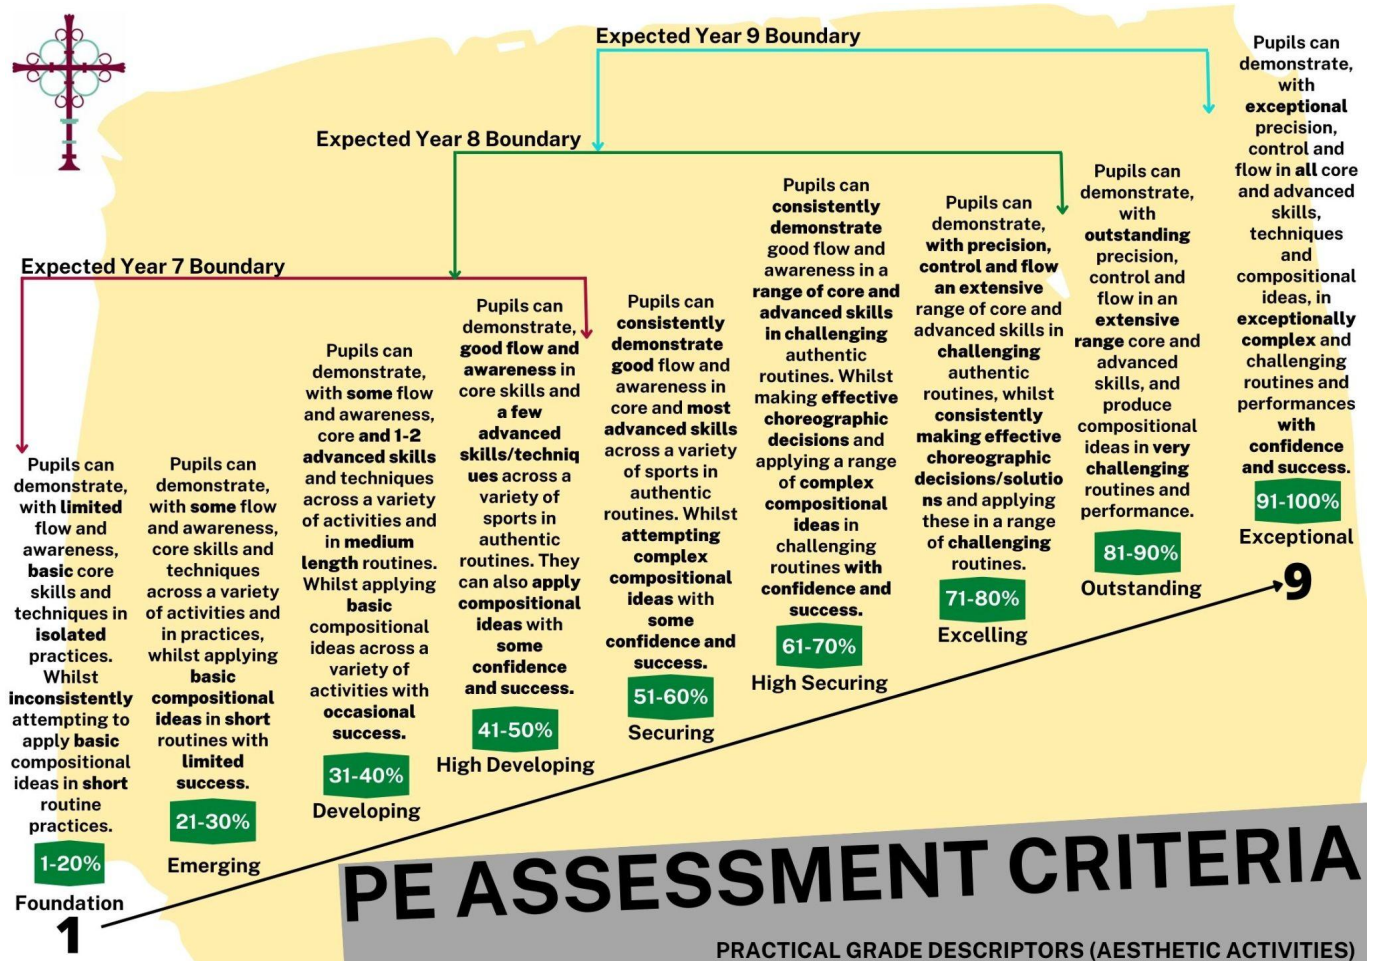 Expected Year 9 Boundary
Expected Year 8 Boundary
Expected Year 7 Boundary
Pupils can
demonstrate,
with limited
flow and
awareness,
basic core
skills and
techniques in
isolated
practices.
Whilst
inconsistently
attempting to
apply basic
compositional
ideas in short
routine
practices.
1-20%
Foundation
1
Pupils can
demonstrate,
with some flow
and awareness,
core skills and
techniques
across a variety
of activities and
in practices,
whilst applying
basic
compositional
ideas in short
routines with
limited
success.
21-30%
Emerging
Pupils can
demonstrate,
with some flow
and awareness,
core and 1-2
advanced skills
and techniques
across a variety
of activities and
in medium
length routines.
Whilst applying
basic
compositional
ideas across a
variety of
activities with
occasional
success.
31-40%
Developing
Pupils can
demonstrate,
good flow and
awareness in
core skills and
a few
advanced
skills/techniq
ues across a
variety of
sports in
authentic
routines. They
can also apply
compositional
ideas with
some
confidence
and success.
41-50%
High Developing
Pupils can
consistently
demonstrate
good flow and
awareness in
core and most
advanced skills
across a variety
of sports in
authentic
routines. Whilst
attempting
complex
compositional
ideas with
some
confidence and
success.
51-60%
Securing
Pupils can
consistently
demonstrate
good flow and
awareness in a
range of core and
advanced skills
in challenging
authentic
routines. Whilst
making effective
choreographic
decisions and
applying a range
of complex
compositional
ideas in
challenging
routines with
confidence and
success.
61-70%
High Securing
Pupils can
demonstrate,
with precision,
control and flow
an extensive
range of core and
advanced skills in
challenging
authentic
routines, whilst
consistently
making effective
choreographic
decisions/solutio
ns and applying
these in a range
of challenging
routines.
71-80%
Excelling
Pupils can
demonstrate,
with
outstanding
precision,
control and
flow in an
extensive
range core and
advanced
skills, and
produce
compositional
ideas in very
challenging
routines and
performance.
81-90%
Outstanding
Pupils can
demonstrate,
with
exceptional
precision,
control and
flow in all core
and advanced
skills,
techniques
and
compositional
ideas, in
exceptionally
complex and
challenging
routines and
performances
with
confidence
and success.
91-100%
Exceptional
9
PE ASSESSMENT CRITERIA
PRACTICAL GRADE DESCRIPTORS (AESTHETIC ACTIVITIES)